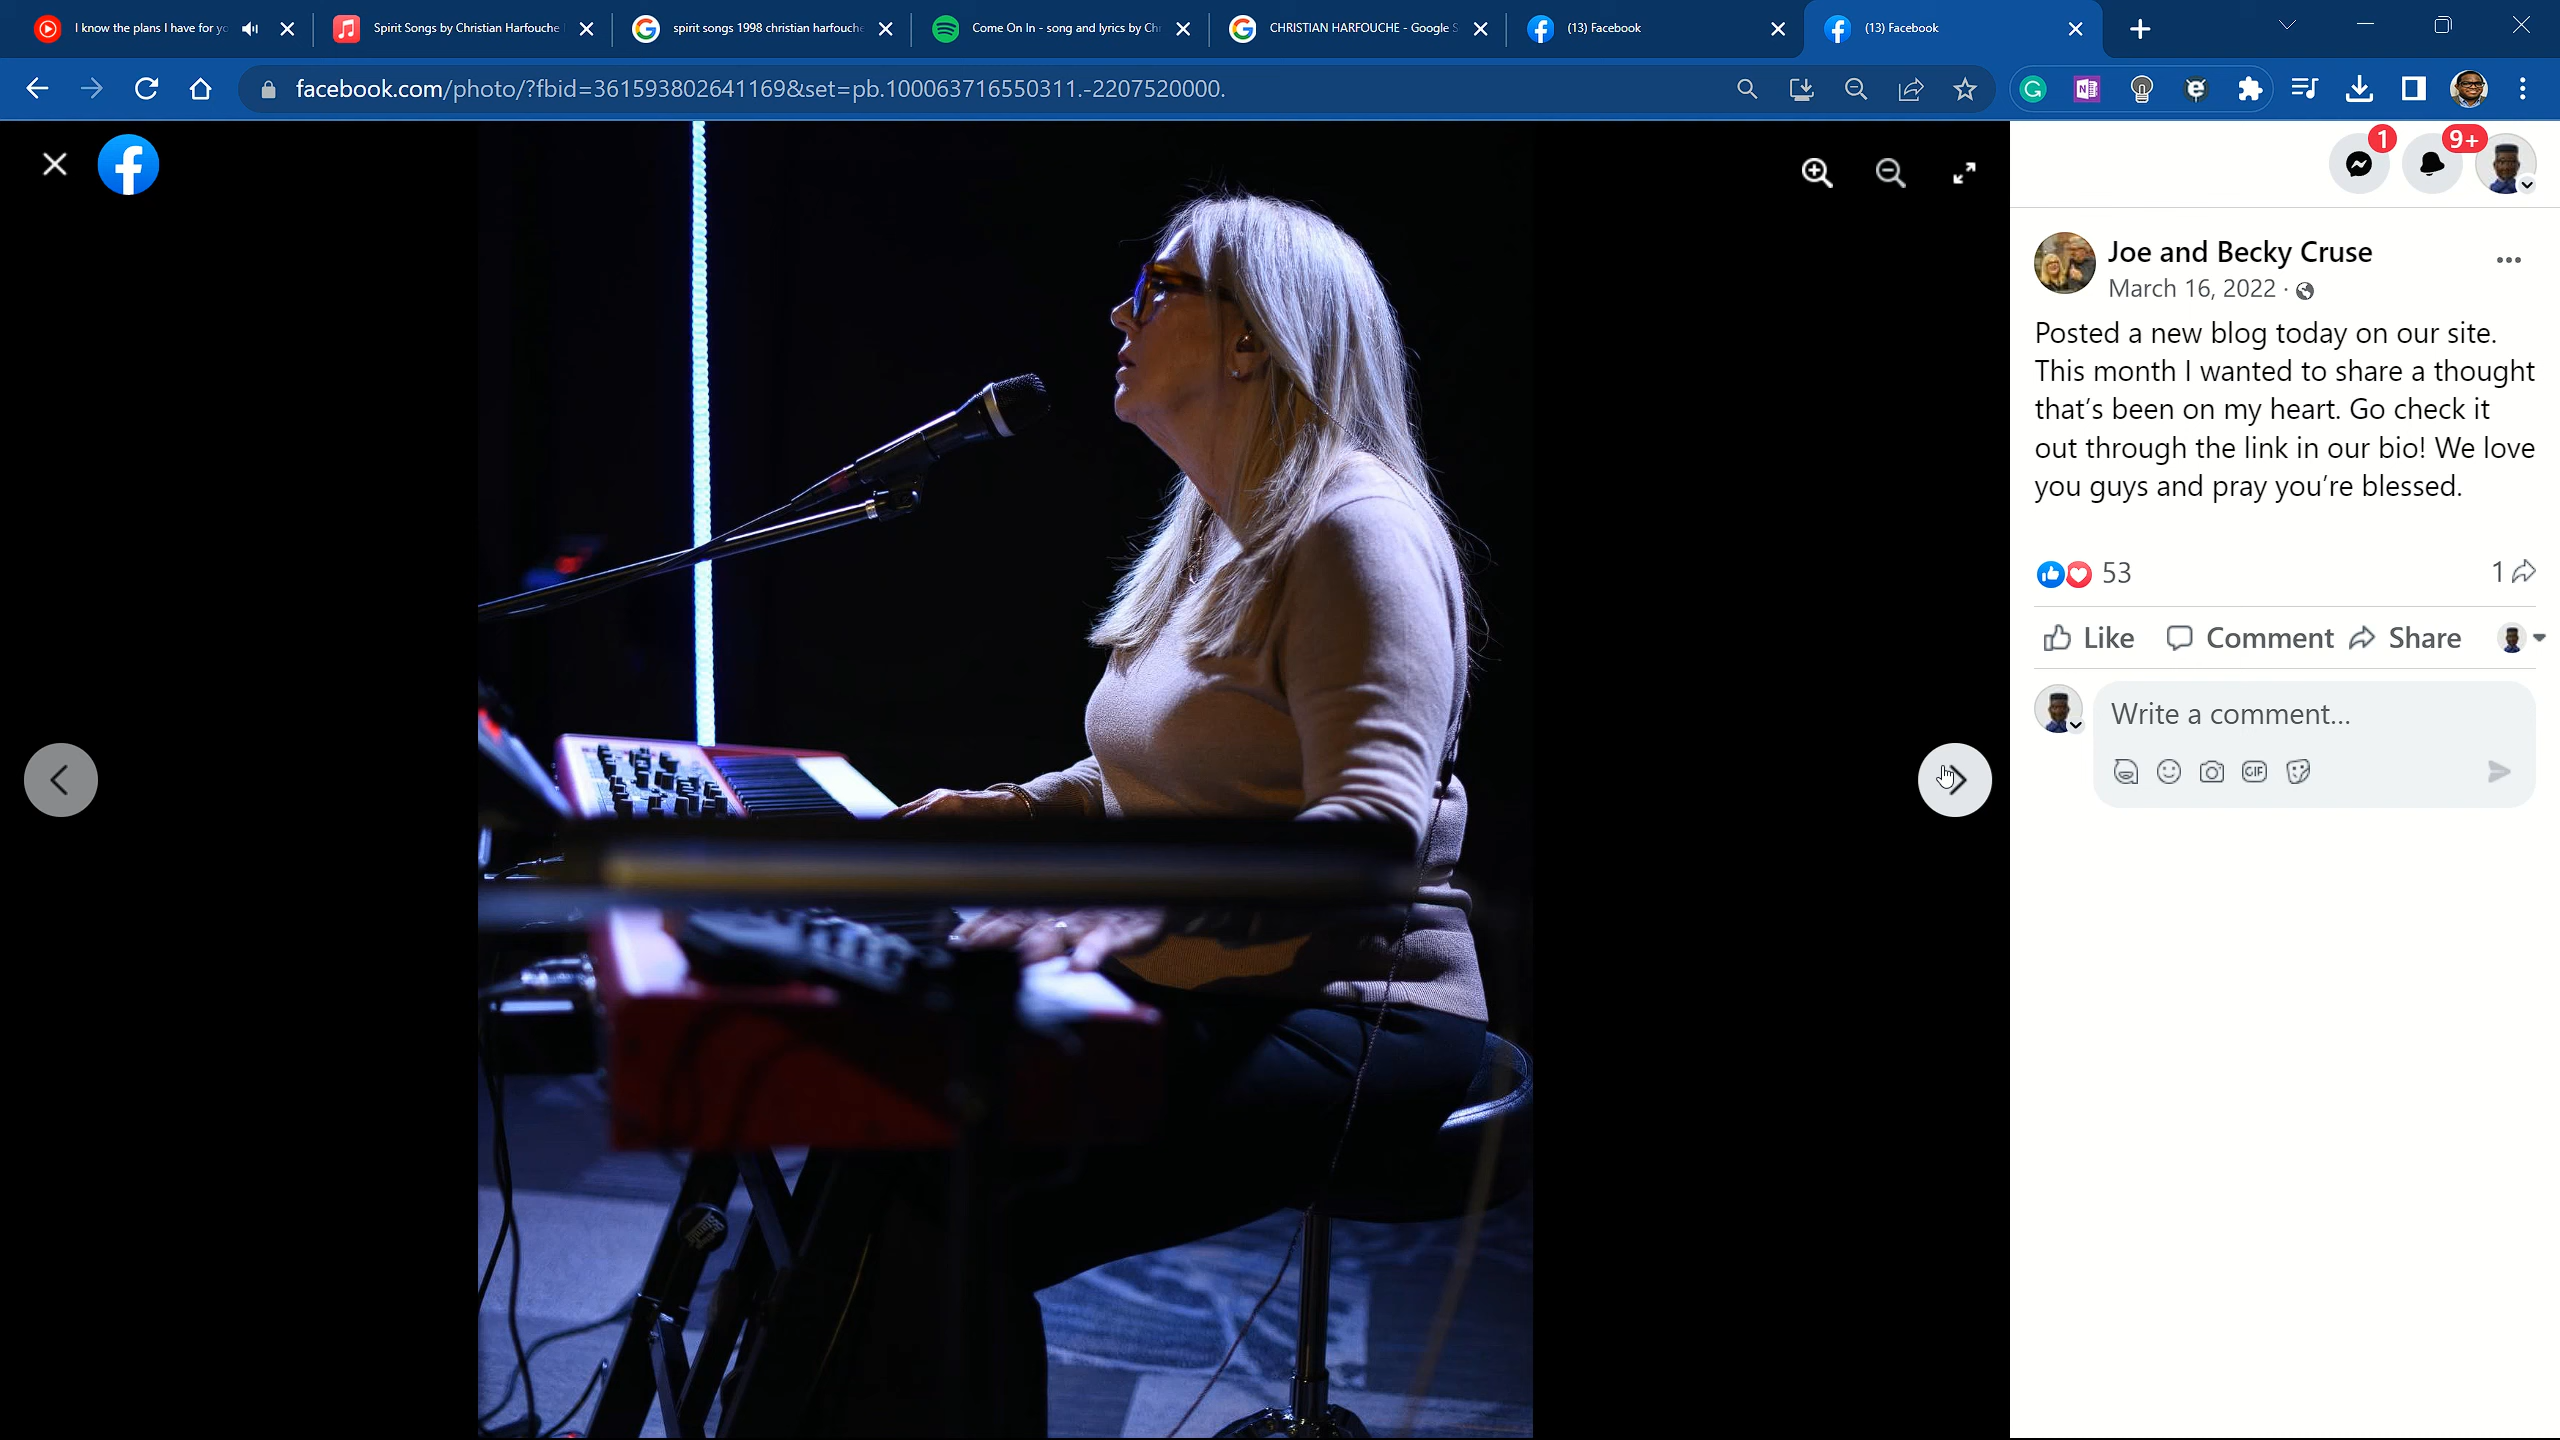 I know the plans I have for yo
Spirit Songs by Christian Harfouche
spirit songs 1998 christian harfouche
Come On In - song and lyrics by Ch
CHRISTIAN HARFOUCHE - Google S
(13) Facebook
(13) Facebook
facebook.com/photo/?fbid=361593802641169&set=pb.100063716550311.-2207520000.
1
9+
Joe and Becky Cruse
March 16, 2022 ·
Posted a new blog today on our site.
This month I wanted to share a thought
that's been on my heart. Go check it
out through the link in our bio! We love
you guys and pray you're blessed.
53
1
Like
Comment
Share
Write a comment...
GIF